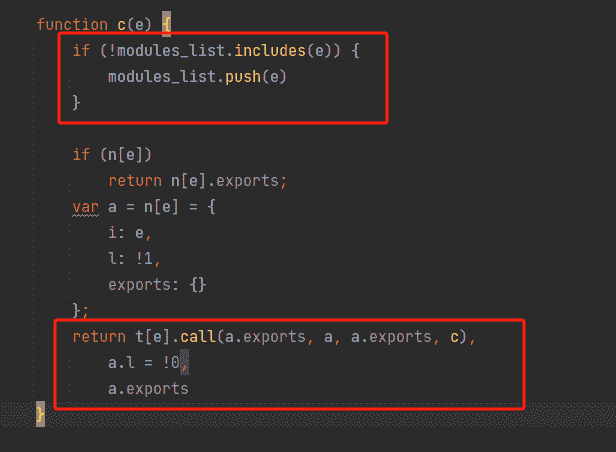 function c(e) {
if (!modules_list.includes(e)) {
modules_list.push(e)
}
if (n[e])
return n[e].exports;
var a = n[e] = {
i: e,
l: !1,
exports: {}
};
return t[e].call(a.exports, a, a.exports, c),
a.l = !0,
a.exports
}